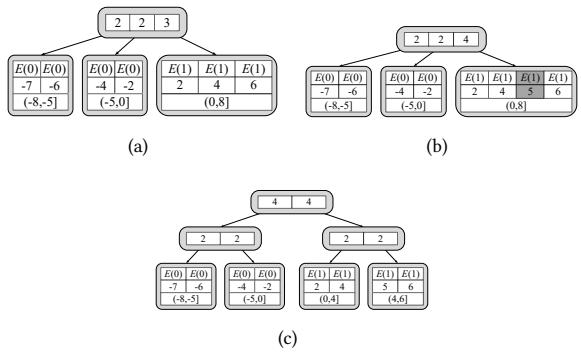 2 2 3
E(0) E(0) E(0) E(0) E(1) E(1) E(1)
-7 -6 -4 -2 2 4 6
(-8,-5] (-5,0] (0,8]
(a)
2 2 4
E(0) E(0) E(0) E(0) E(1) E(1) E(1) E(1)
-7 -6 -4 -2 2 4 5 6
(-8,-5] (-5,0] (0,8]
(b)
4 4
2 2 2 2
E(0) E(0) E(0) E(0) E(1) E(1) E(1) E(1)
-7 -6 -4 -2 2 4 5 6
(-8,-5] (-5,0] (0,4] (4,6]
(c)